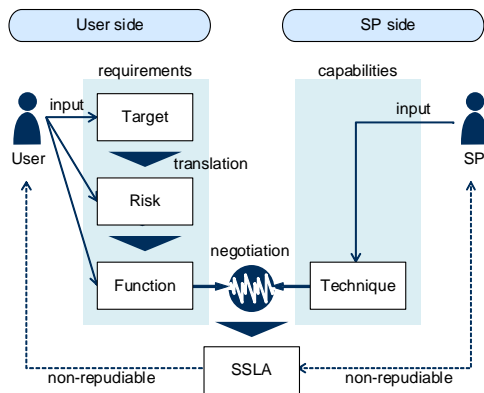 User side
SP side
requirements
capabilities
input
input
Target
User
SP
translation
Risk
negotiation
Function
Technique
SSLA
non-repudiable
non-repudiable